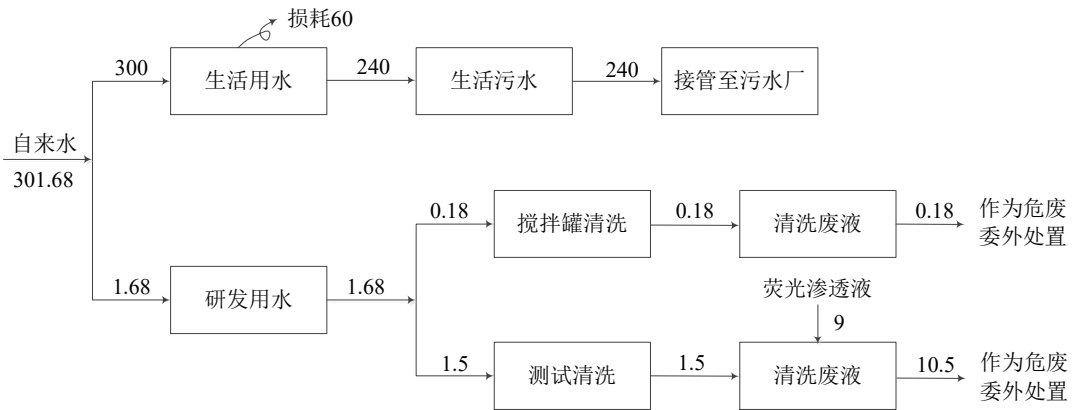 损耗60
300
生活用水
240
生活污水
240
接管至污水厂
自来水
301.68
0.18
搅拌罐清洗
0.18
清洗废液
0.18
作为危废
委外处置
1.68
研发用水
1.68
荧光渗透液
9
1.5
测试清洗
1.5
清洗废液
10.5
作为危废
委外处置